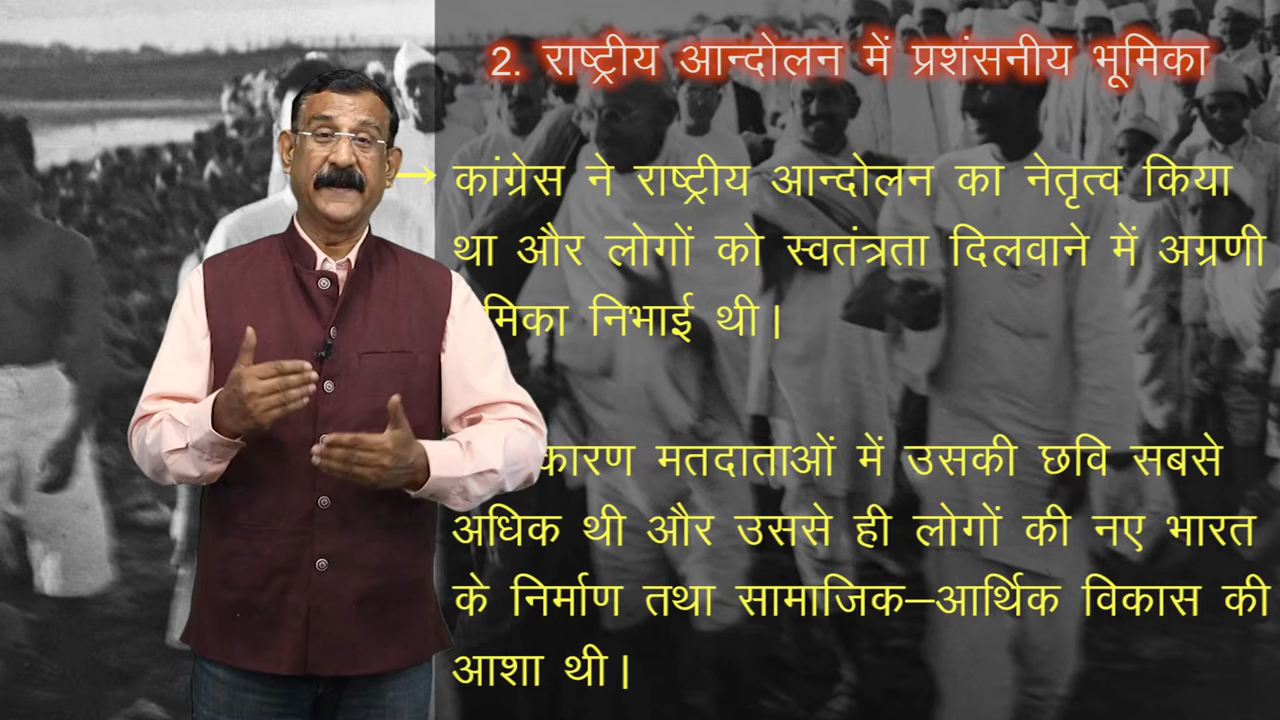 2. राष्ट्रीय आन्दोलन में प्रशंसनीय भूमिका
→ कांग्रेस ने राष्ट्रीय आन्दोलन का नेतृत्व किया
था और लोगों को स्वतंत्रता दिलवाने में अग्रणी
मिका निभाई थी।
कारण मतदाताओं में उसकी छवि सबसे
अधिक थी और उससे ही लोगों की नए भारत
के निर्माण तथा सामाजिक–आर्थिक विकास की
आशा थी।